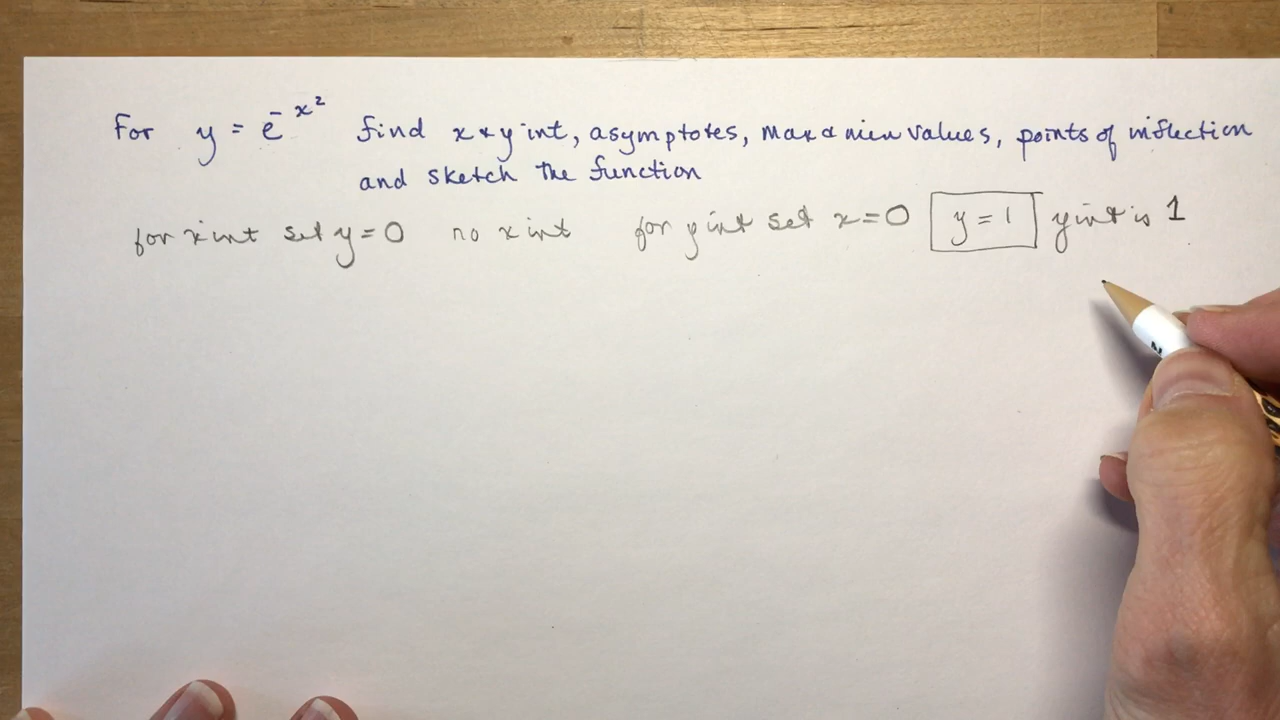 For y = e^-x² find x & y int, asymptotes, max & min values, points of inflection
and sketch the function
for x int set y=0 no x int for y int set x=0 y=1 y int is 1